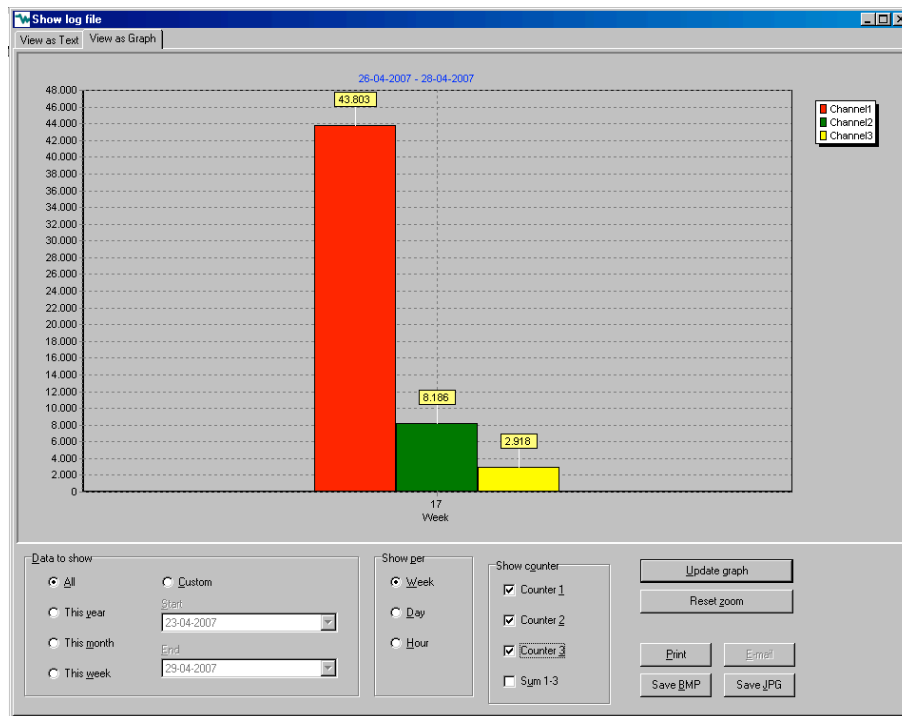 Show log file
View as Text View as Graph
26-04-2007 - 28-04-2007
48.000
46.000
44.000
42.000
40.000
38.000
36.000
34.000
32.000
30.000
28.000
26.000
24.000
22.000
20.000
18.000
16.000
14.000
12.000
10.000
8.000
6.000
4.000
2.000
0
43.803
8.186
2.918
17
Week
Channel1
Channel2
Channel3
Data to show
All
This year
This month
This week
Custom
Start
23-04-2007
End
29-04-2007
Show per
Week
Day
Hour
Show counter
Counter 1
Counter 2
Counter 3
Sym 1-3
Update graph
Reset zoom
Print
E-mail
Save BMP
Save JPG